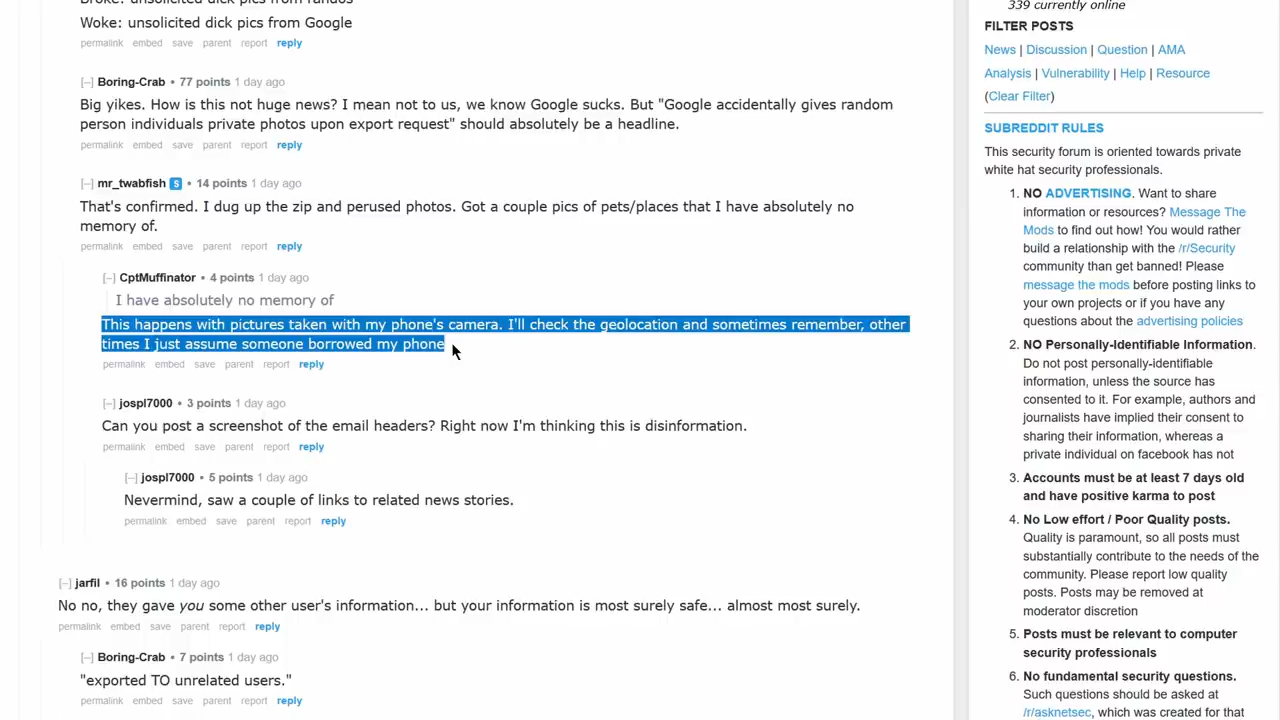 Broke: unsolicited dick pics from randos
Woke: unsolicited dick pics from Google
permalink embed save parent report reply
[–] Boring-Crab • 77 points 1 day ago
Big yikes. How is this not huge news? I mean not to us, we know Google sucks. But "Google accidentally gives random
person individuals private photos upon export request" should absolutely be a headline.
permalink embed save parent report reply
[–] mr_twabfish S • 14 points 1 day ago
That's confirmed. I dug up the zip and perused photos. Got a couple pics of pets/places that I have absolutely no
memory of.
permalink embed save parent report reply
[–] CptMuffinator • 4 points 1 day ago
I have absolutely no memory of
This happens with pictures taken with my phone's camera. I'll check the geolocation and sometimes remember, other
times I just assume someone borrowed my phone
permalink embed save parent report reply
[–] jospl7000 • 3 points 1 day ago
Can you post a screenshot of the email headers? Right now I'm thinking this is disinformation.
permalink embed save parent report reply
[–] jospl7000 • 5 points 1 day ago
Nevermind, saw a couple of links to related news stories.
permalink embed save parent report reply
[–] jarfil • 16 points 1 day ago
No no, they gave you some other user's information... but your information is most surely safe... almost most surely.
permalink embed save parent report reply
[–] Boring-Crab • 7 points 1 day ago
"exported TO unrelated users."
permalink embed save parent report reply
339 currently online
FILTER POSTS
News | Discussion | Question | AMA
Analysis | Vulnerability | Help | Resource
(Clear Filter)
SUBREDDIT RULES
This security forum is oriented towards private
white hat security professionals.
1. NO ADVERTISING. Want to share
information or resources? Message The
Mods to find out how! You would rather
build a relationship with the /r/Security
community than get banned! Please
message the mods before posting links to
your own projects or if you have any
questions about the advertising policies
2. NO Personally-Identifiable Information.
Do not post personally-identifiable
information, unless the source has
consented to it. For example, authors and
journalists have implied their consent to
sharing their information, whereas a
private individual on facebook has not
3. Accounts must be at least 7 days old
and have positive karma to post
4. No Low effort / Poor Quality posts.
Quality is paramount, so all posts must
substantially contribute to the needs of the
community. Please report low quality
posts. Posts may be removed at
moderator discretion
5. Posts must be relevant to computer
security professionals
6. No fundamental security questions.
Such questions should be asked at
/r/asknetsec, which was created for that